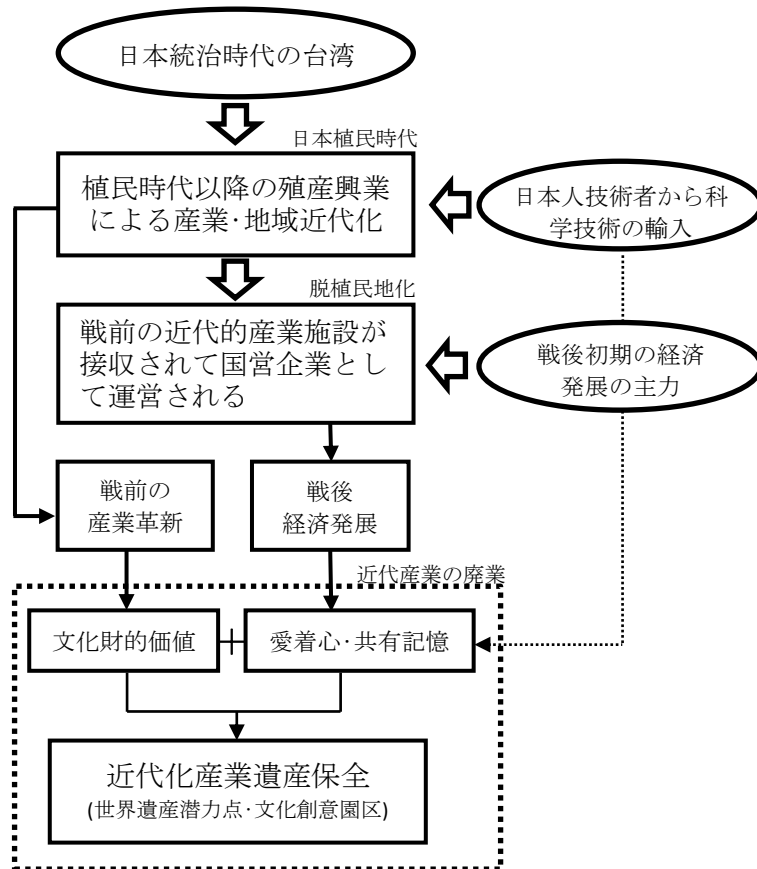 日本統治時代の台湾
日本植民時代
植民時代以降の殖産興業
による産業·地域近代化
日本人技術者から科
学技術の輸入
脱植民地化
戦前の近代的産業施設が
接収されて国営企業とし
て運営される
戦後初期の経済
発展の主力
戦前の
産業革新
戦後
経済発展
近代産業の廃業
文化財的価値
愛着心·共有記憶
近代化産業遺産保全
(世界遺産潜力点·文化創意園区)